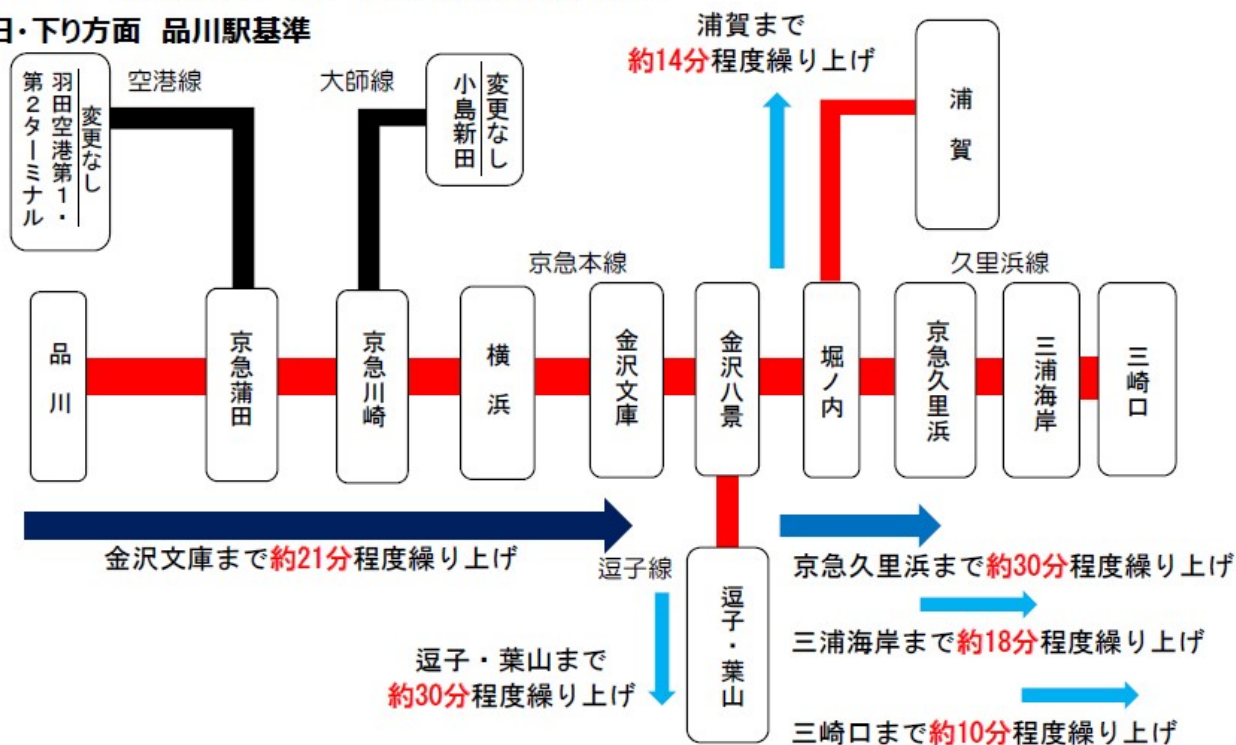 日・下り方面 品川駅基準
浦賀まで
約14分程度繰り上げ
空港線
大師線
変更なし
羽田空港第1・
第2ターミナル
変更なし
小島新田
浦賀
京急本線
久里浜線
品川
京急蒲田
京急川崎
横浜
金沢文庫
金沢八景
堀ノ内
京急久里浜
三浦海岸
三崎口
金沢文庫まで約21分程度繰り上げ
逗子線
逗子・葉山まで
約30分程度繰り上げ
逗子・葉山
京急久里浜まで約30分程度繰り上げ
三浦海岸まで約18分程度繰り上げ
三崎口まで約10分程度繰り上げ